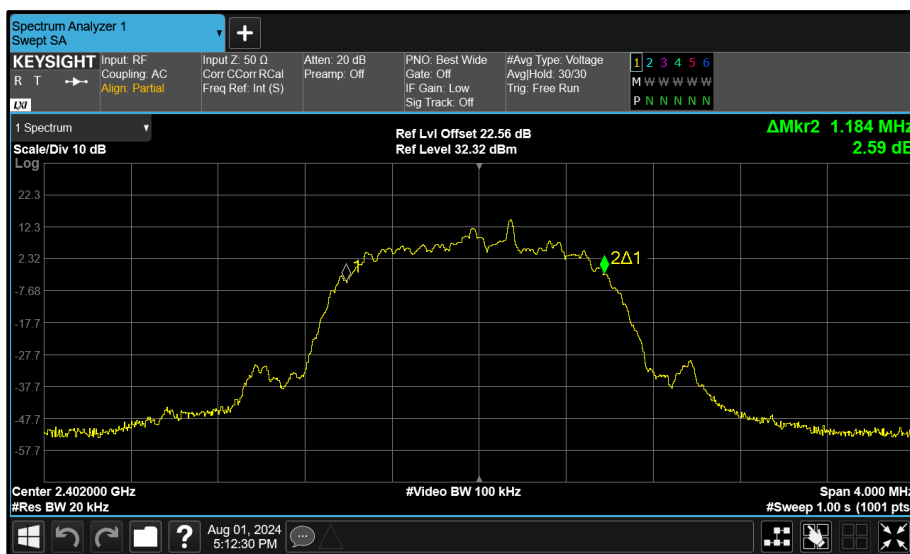 Spectrum Analyzer 1
Swept SA
KEYSIGHT
R T
LXI
Input: RF
Coupling: AC
Align: Partial
Input Z: 50 Ω
Corr CCorr RCal
Freq Ref: Int (S)
Atten: 20 dB
Preamp: Off
PNO: Best Wide
Gate: Off
IF Gain: Low
Sig Track: Off
#Avg Type: Voltage
Avg|Hold: 30/30
Trig: Free Run
1 2 3 4 5 6
M W W W W W
P N N N N N
1 Spectrum
Scale/Div 10 dB
Ref Lvl Offset 22.56 dB
Ref Level 32.32 dBm
ΔMkr2 1.184 MHz
2.59 dB
Log
22.3
12.3
2.32
-7.68
-17.7
-27.7
-37.7
-47.7
-57.7
1
2Δ1
Center 2.402000 GHz
#Res BW 20 kHz
#Video BW 100 kHz
Span 4.000 MHz
#Sweep 1.00 s (1001 pts
?
Aug 01, 2024
5:12:30 PM